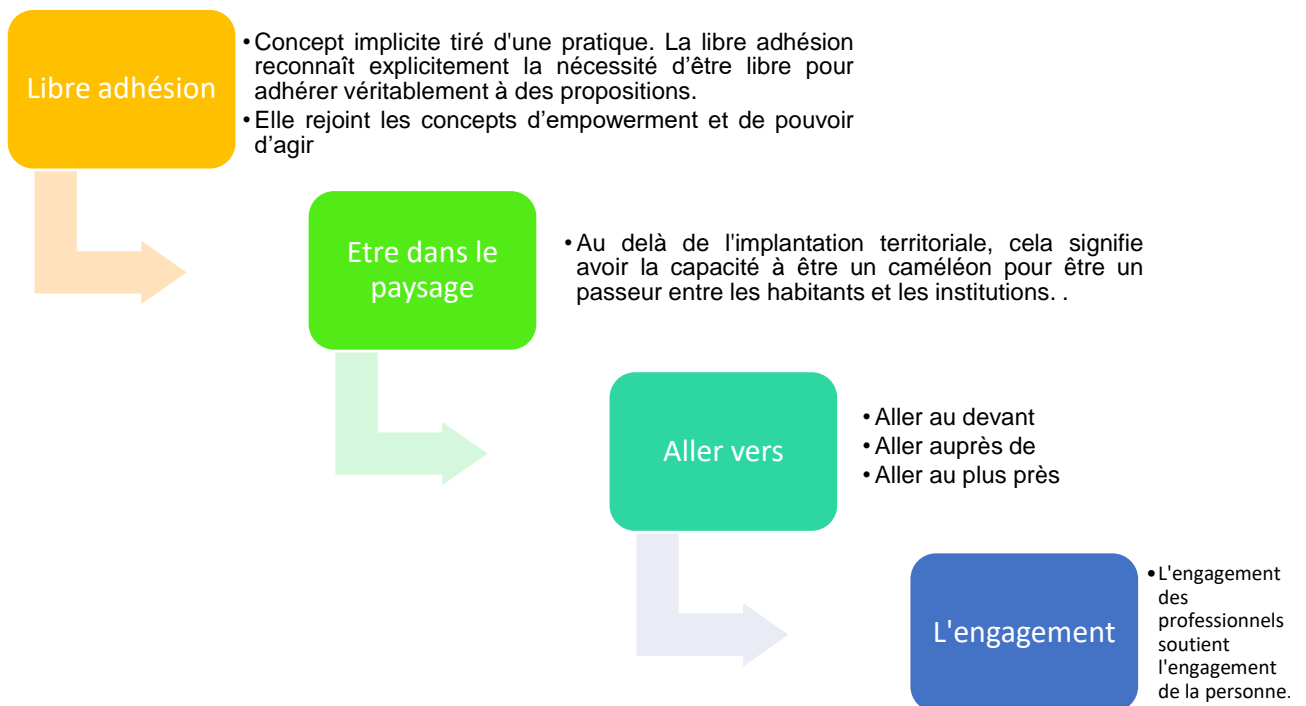 Libre adhésion
• Concept implicite tiré d'une pratique. La libre adhésion
reconnaît explicitement la nécessité d’être libre pour
adhérer véritablement à des propositions.
• Elle rejoint les concepts d’empowerment et de pouvoir
d’agir
Etre dans le
paysage
• Au delà de l'implantation territoriale, cela signifie
avoir la capacité à être un caméléon pour être un
passeur entre les habitants et les institutions. .
Aller vers
• Aller au devant
• Aller auprès de
• Aller au plus près
L'engagement
• L'engagement
des
professionnels
soutient
l'engagement
de la personne.